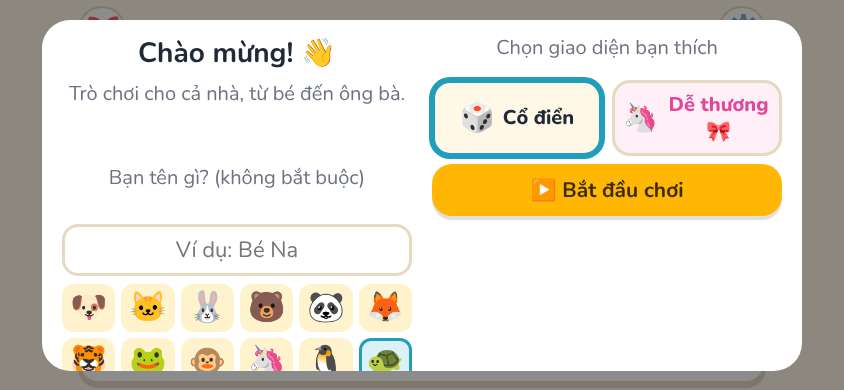 Chào mừng! 👋
Trò chơi cho cả nhà, từ bé đến ông bà.
Bạn tên gì? (không bắt buộc)
Ví dụ: Bé Na
Chọn giao diện bạn thích
Cổ điển
Dễ thương
🎀
▶️ Bắt đầu chơi